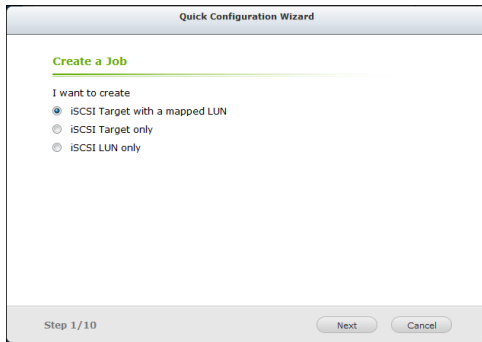 Quick Configuration Wizard
Create a Job
I want to create
iSCSI Target with a mapped LUN
iSCSI Target only
iSCSI LUN only
Step 1/10
Next
Cancel